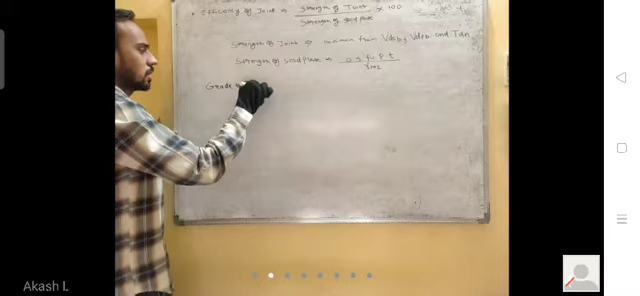 Efficiency of Joint = Strength of Joint / Strength of solid plate × 100
Strength of Joint = minimum from Vdsb, Vdpb and Tdn
Strength of Solid Plate = 0.9 fu p t / γm2
Grade
Akash L